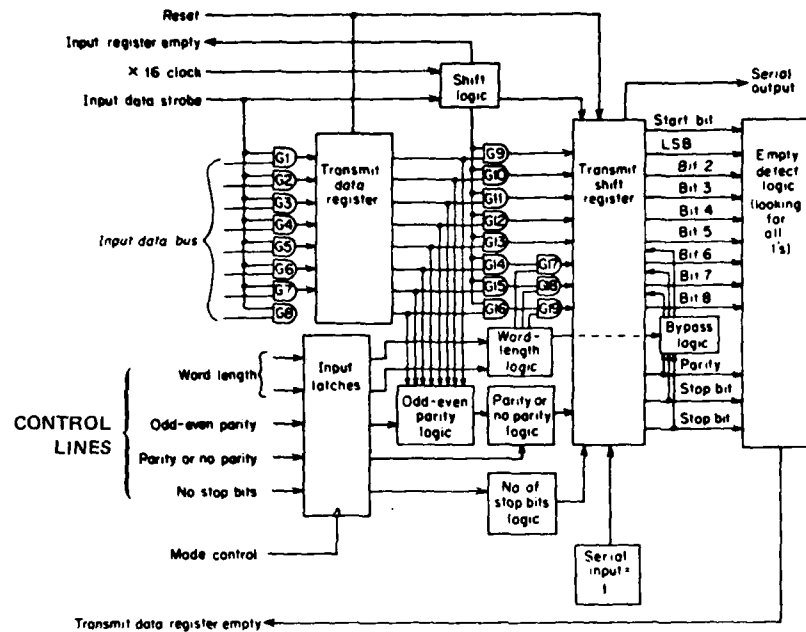 Reset
Input register empty
× 16 clock
Input data strobe
Shift
logic
Serial
output
G1
G2
G3
G4
G5
G6
G7
G8
Input data bus
Transmit
data
register
G9
G10
G11
G12
G13
G14
G15
G16
G17
G18
G19
Transmit
shift
register
Start bit
LSB
Bit 2
Bit 3
Bit 4
Bit 5
Bit 6
Bit 7
Bit 8
Parity
Stop bit
Stop bit
Empty
detect
logic
(looking
for
all
1's)
Bypass
logic
Word-
length
logic
Word length
Input
latches
CONTROL
LINES
Odd-even parity
Parity or no parity
No stop bits
Odd-even
parity
logic
Parity or
no parity
logic
No of
stop bits
logic
Mode control
Serial
input=
1
Transmit data register empty